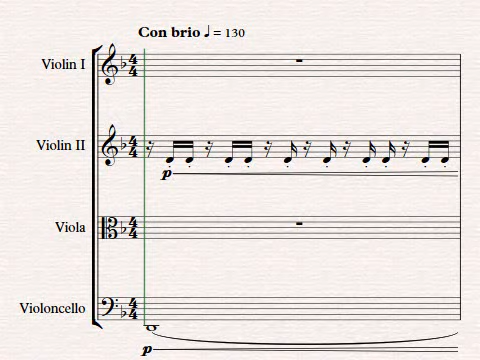 Con brio ♩ = 130
Violin I
Violin II
p
Viola
Violoncello
p